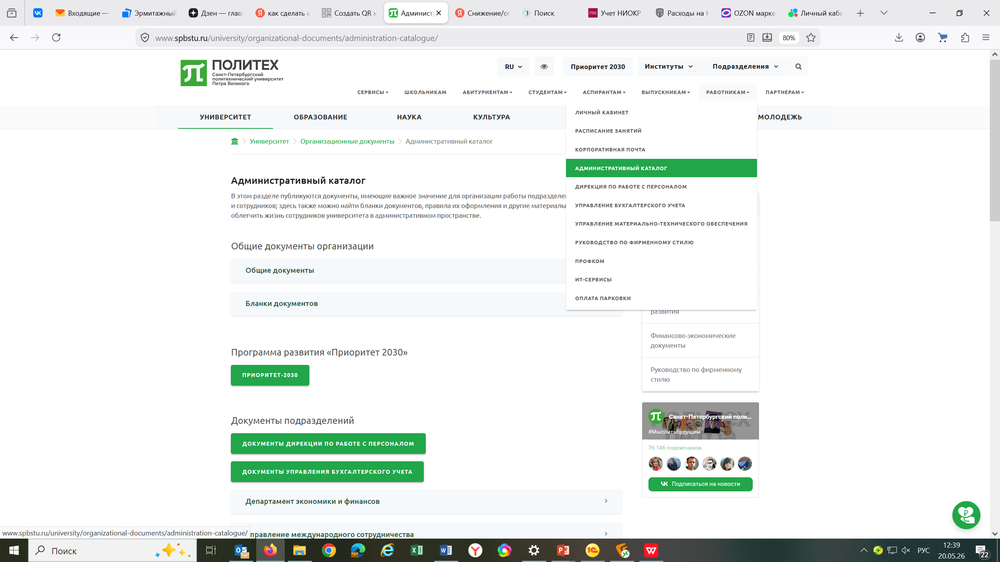 Входящие —
Эрмитажный
Дзен — глав
как сделать к
Создать QR к
Админист
Снижение/об
Поиск
РНК
Учет НИОКР
Расходы на Н
OZON марке
Личный каби
www.spbstu.ru/university/organizational-documents/administration-catalogue/
80%
ПОЛИТЕХ
Санкт-Петербургский
политехнический университет
Петра Великого
RU
Приоритет 2030
Институты
Подразделения
СЕРВИСЫ
ШКОЛЬНИКАМ
АБИТУРИЕНТАМ
СТУДЕНТАМ
АСПИРАНТАМ
ВЫПУСКНИКАМ
РАБОТНИКАМ
ПАРТНЕРАМ
УНИВЕРСИТЕТ
ОБРАЗОВАНИЕ
НАУКА
КУЛЬТУРА
МОЛОДЕЖЬ
ЛИЧНЫЙ КАБИНЕТ
РАСПИСАНИЕ ЗАНЯТИЙ
КОРПОРАТИВНАЯ ПОЧТА
АДМИНИСТРАТИВНЫЙ КАТАЛОГ
ДИРЕКЦИЯ ПО РАБОТЕ С ПЕРСОНАЛОМ
УПРАВЛЕНИЕ БУХГАЛТЕРСКОГО УЧЕТА
УПРАВЛЕНИЕ МАТЕРИАЛЬНО-ТЕХНИЧЕСКОГО ОБЕСПЕЧЕНИЯ
РУКОВОДСТВО ПО ФИРМЕННОМУ СТИЛЮ
ПРОФКОМ
ИТ-СЕРВИСЫ
ОПЛАТА ПАРКОВКИ
Университет
Организационные документы
Административный каталог
Административный каталог
В этом разделе публикуются документы, имеющие важное значение для организации работы подразделе
и сотрудников; здесь также можно найти бланки документов, правила их оформления и другие материаль
облегчить жизнь сотрудников университета в административном пространстве.
Общие документы организации
Общие документы
Бланки документов
Программа развития «Приоритет 2030»
ПРИОРИТЕТ-2030
Документы подразделений
ДОКУМЕНТЫ ДИРЕКЦИИ ПО РАБОТЕ С ПЕРСОНАЛОМ
ДОКУМЕНТЫ УПРАВЛЕНИЯ БУХГАЛТЕРСКОГО УЧЕТА
Департамент экономики и финансов
правление международного сотрудничества
развития
Финансово-экономические
документы
Руководство по фирменному
стилю
Санкт-Петербургский поли...
#МыслитьБудущим
76 146 подписчиков
Подписаться на новости
www.spbstu.ru/university/organizational-documents/administration-catalogue/
Поиск
РУС
12:39
20.05.26
22